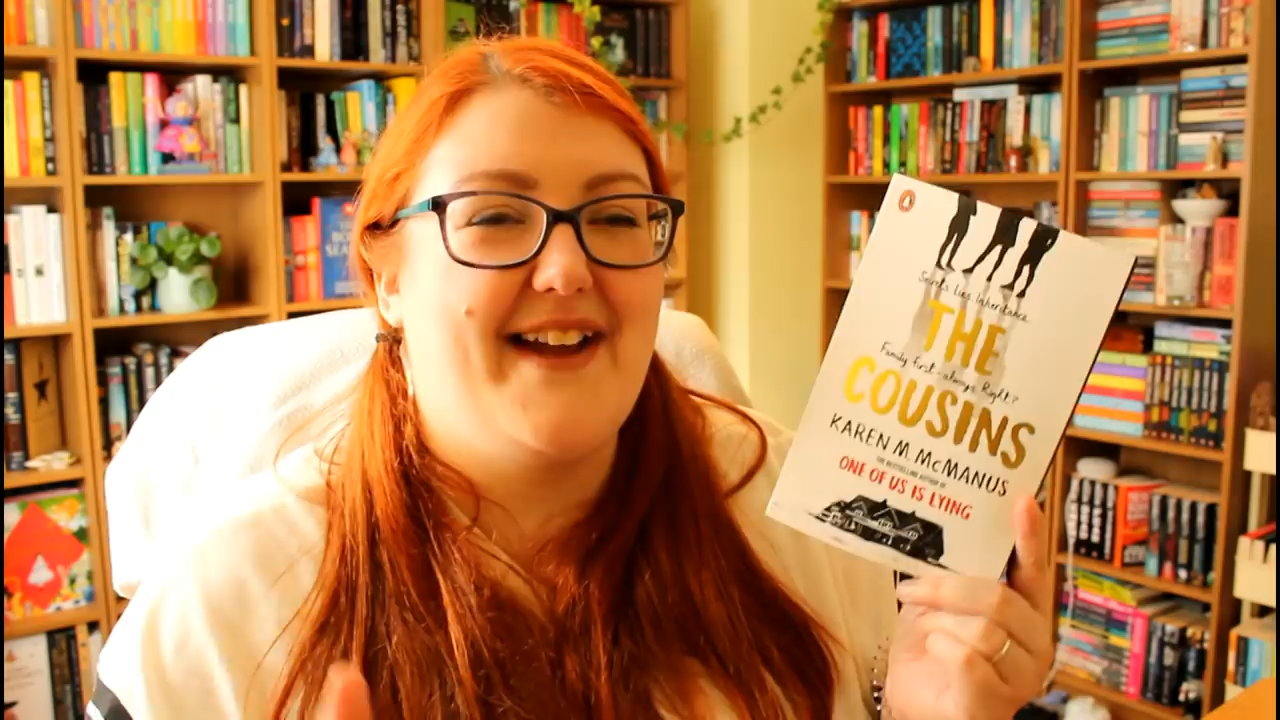 Secrets. Lies. Inheritance.
THE
Family first - always. Right?
COUSINS
KAREN M. McMANUS
THE BESTSELLING AUTHOR OF
ONE OF US IS LYING